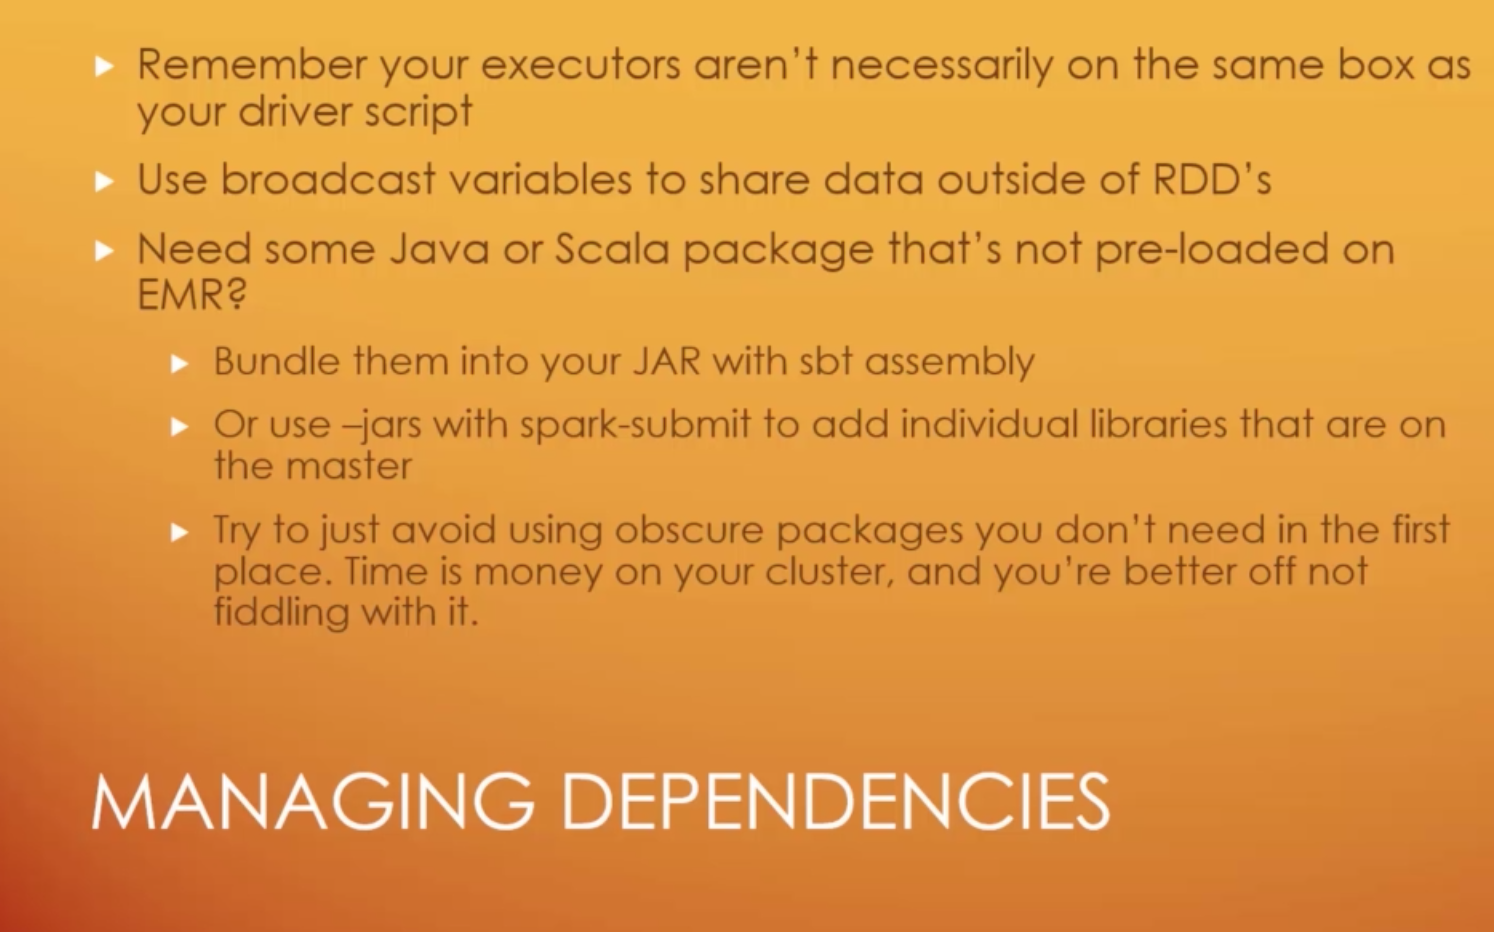 Remember your executors aren't necessarily on the same box as
your driver script
Use broadcast variables to share data outside of RDD's
Need some Java or Scala package that's not pre-loaded on
EMR?
Bundle them into your JAR with sbt assembly
Or use –jars with spark-submit to add individual libraries that are on
the master
Try to just avoid using obscure packages you don't need in the first
place. Time is money on your cluster, and you're better off not
fiddling with it.
MANAGING DEPENDENCIES